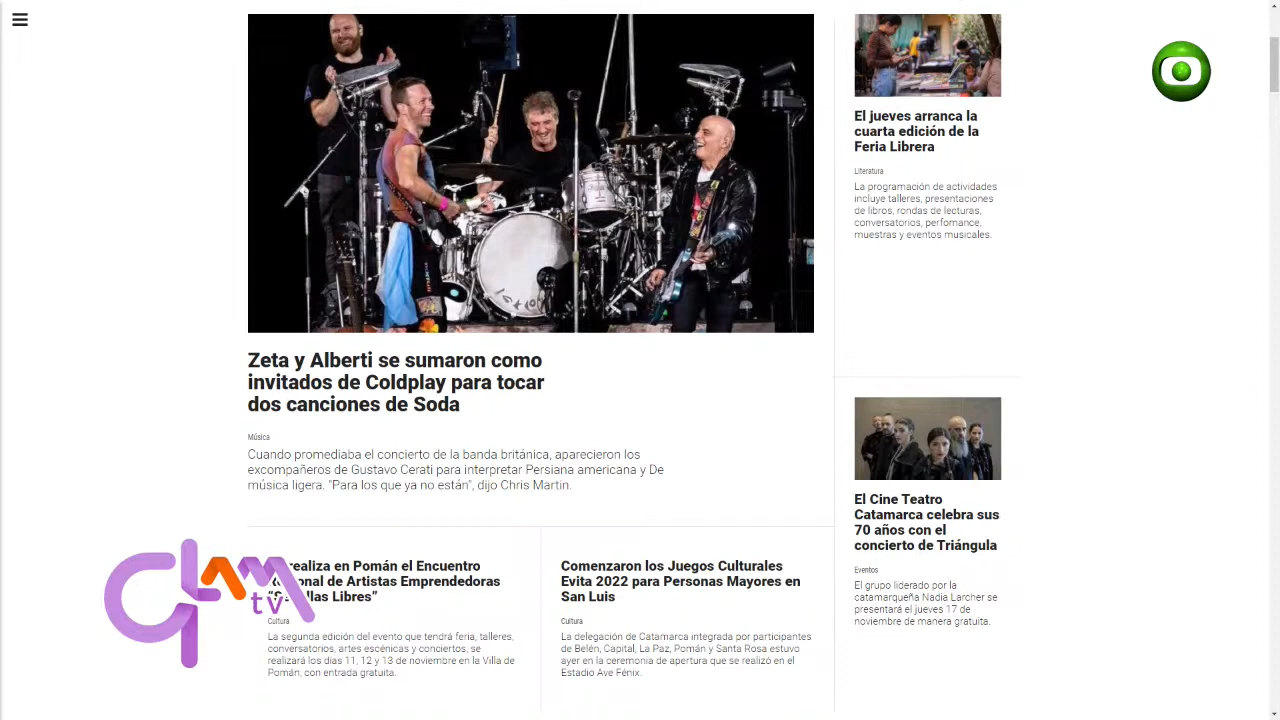 Zeta y Alberti se sumaron como
invitados de Coldplay para tocar
dos canciones de Soda
Música
Cuando promediaba el concierto de la banda británica, aparecieron los
excompañeros de Gustavo Cerati para interpretar Persiana americana y De
música ligera. "Para los que ya no están", dijo Chris Martin.
El jueves arranca la
cuarta edición de la
Feria Librera
Literatura
La programación de actividades
incluye talleres, presentaciones
de libros, rondas de lecturas,
conversatorios, perfomance,
muestras y eventos musicales.
El Cine Teatro
Catamarca celebra sus
70 años con el
concierto de Triángula
Eventos
El grupo liderado por la
catamarqueña Nadia Larcher se
presentará el jueves 17 de
noviembre de manera gratuita.
realiza en Pomán el Encuentro
de Artistas Emprendedoras
Libres”
Cultura
La segunda edición del evento que tendrá feria, talleres,
conversatorios, artes escénicas y conciertos, se
realizará los días 11, 12 y 13 de noviembre en la Villa de
Pomán, con entrada gratuita.
Comenzaron los Juegos Culturales
Evita 2022 para Personas Mayores en
San Luis
Cultura
La delegación de Catamarca integrada por participantes
de Belén, Capital, La Paz, Pomán y Santa Rosa estuvo
ayer en la ceremonia de apertura que se realizó en el
Estadio Ave Fénix.
tv